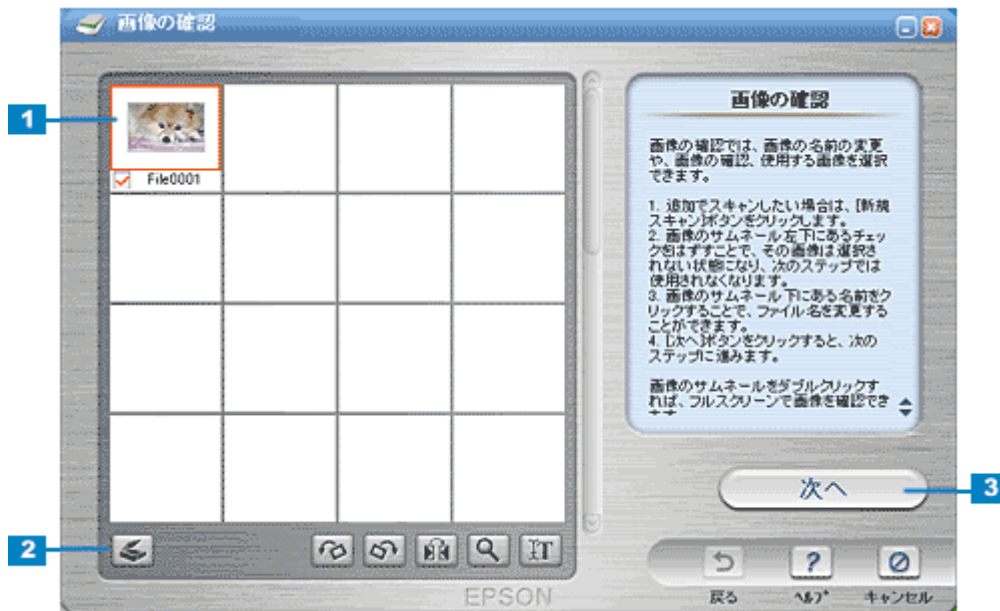 画像の確認
1
File0001
2
EPSON
画像の確認
画像の確認では、画像の名前の変更
や、画像の確認、使用する画像を選択
できます。
1. 追加でスキャンしたい場合は、[新規
スキャン]ボタンをクリックします。
2. 画像のサムネール左下にあるチェッ
クをはずすことで、その画像は選択さ
れない状態になり、次のステップでは
使用されなくなります。
3. 画像のサムネール下にある名前をク
リックすることで、ファイル名を変更する
ことができます。
4. [次へ]ボタンをクリックすると、次の
ステップに進みます。
画像のサムネールをダブルクリックす
れば、フルスクリーンで画像を確認でき
次へ
3
戻る
ヘルプ
キャンセル